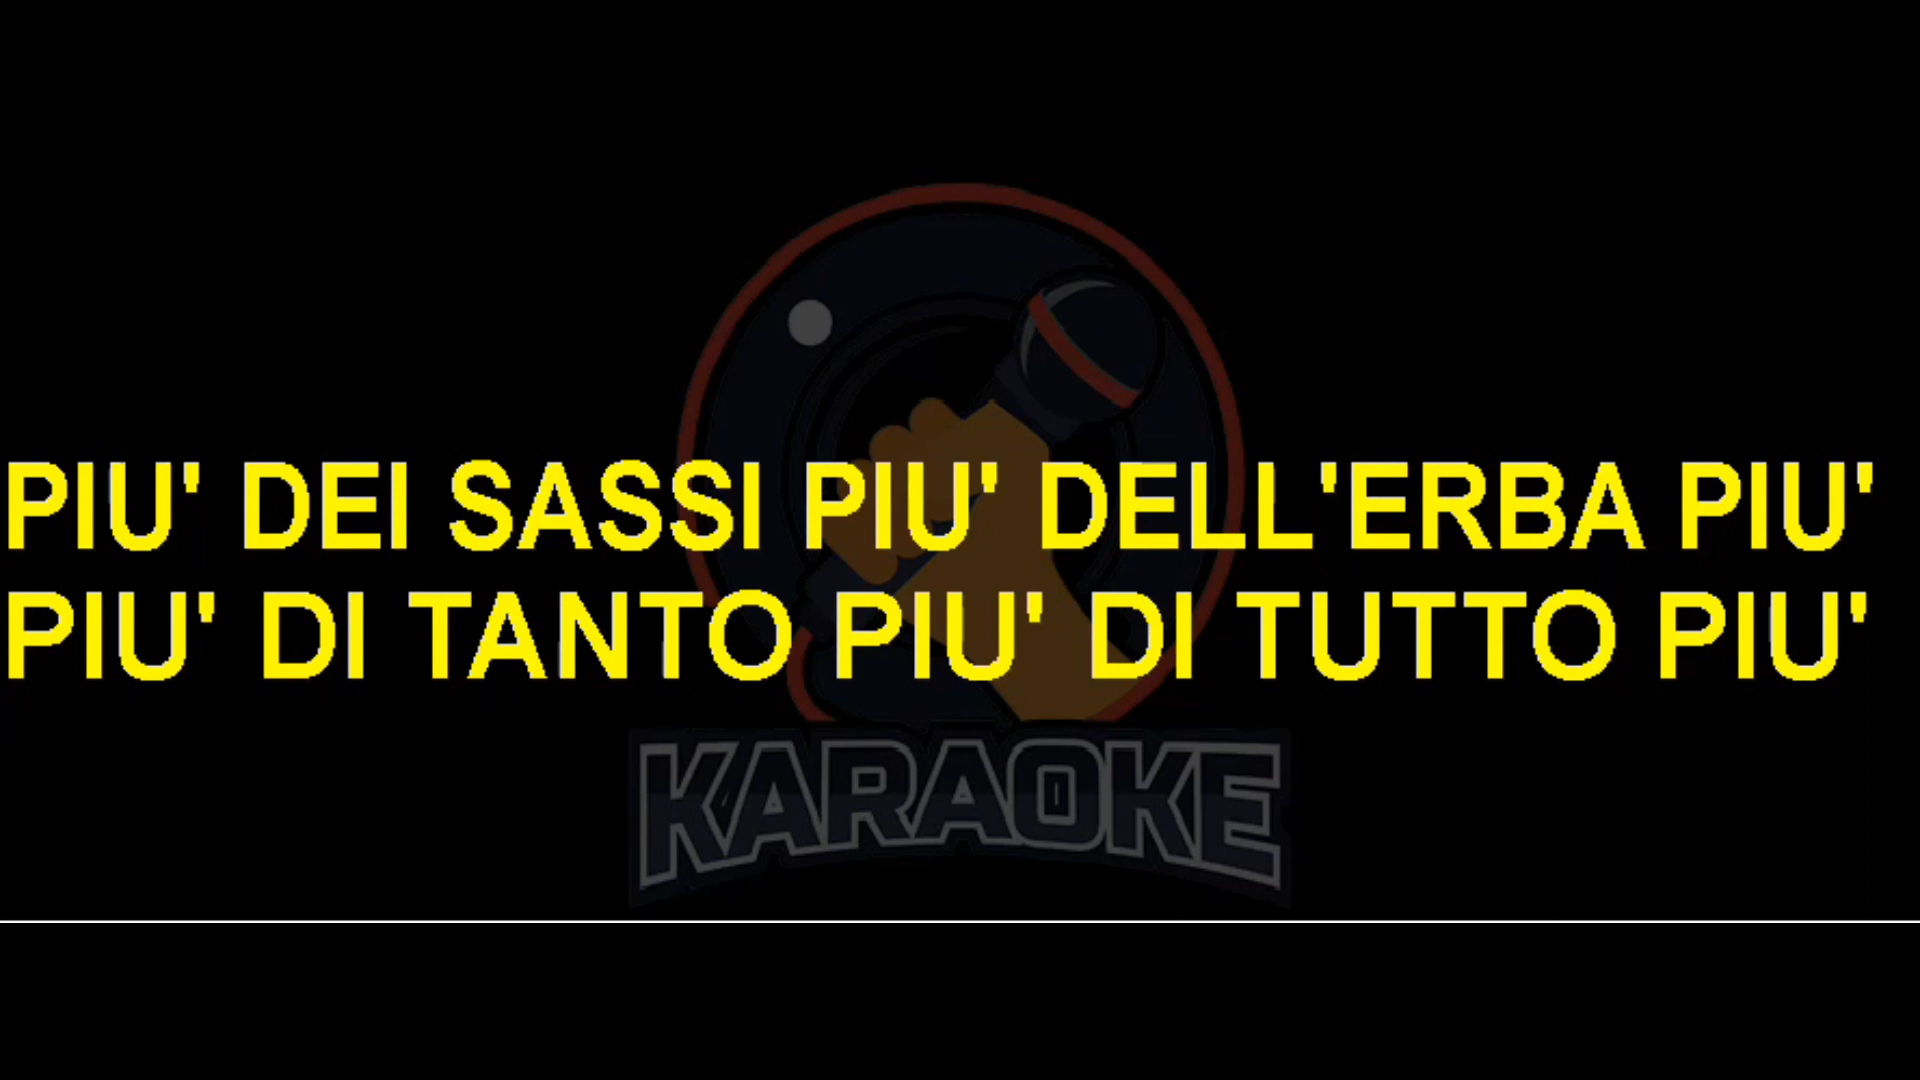 PIU' DEI SASSI PIU' DELL'ERBA PIU'
PIU' DI TANTO PIU' DI TUTTO PIU'
KARAOKE